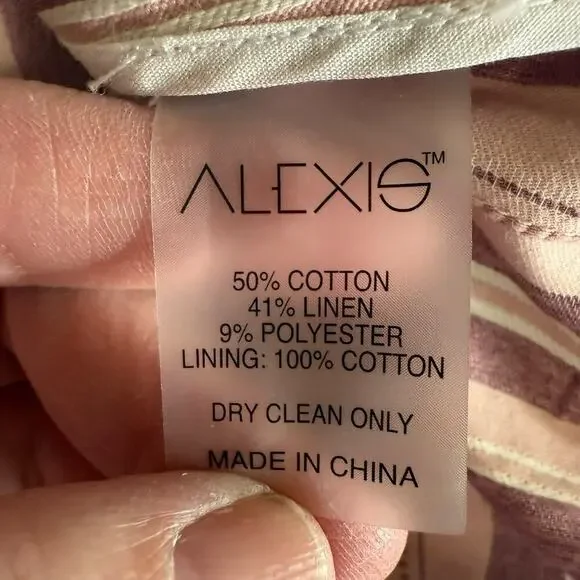 ALEXIS™
50% COTTON
41% LINEN
9% POLYESTER
LINING: 100% COTTON
DRY CLEAN ONLY
MADE IN CHINA